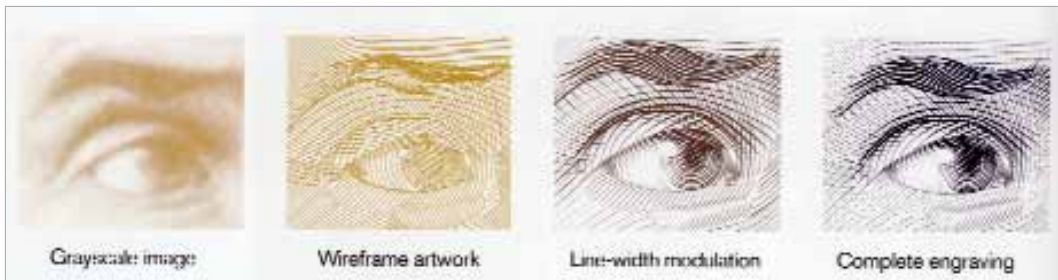 Grayscale image
Wireframe artwork
Line-width modulation
Complete engraving